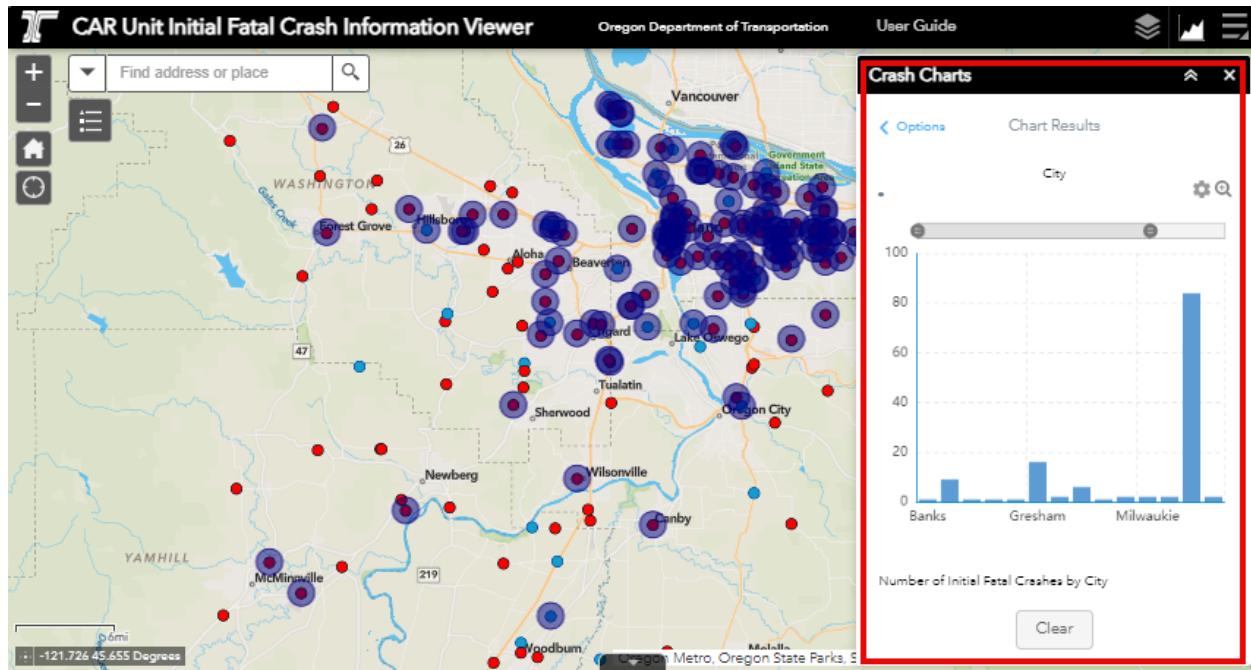 CAR Unit Initial Fatal Crash Information Viewer
Oregon Department of Transportation
User Guide
+
Find address or place
−
Crash Charts
Options
Chart Results
City
100
80
60
40
20
0
Banks
Gresham
Milwaukie
Number of Initial Fatal Crashes by City
Clear
Vancouver
26
Government
WASHINGTON
Gales Creek
Forest Grove
Hillsboro
Aloha
Beaverton
Lake Oswego
47
Tualatin
Sherwood
Oregon City
Newberg
Wilsonville
Canby
YAMHILL
McMinnville
219
Woodburn
Molalla
6mi
-121.726 45.655 Degrees
Oregon Metro, Oregon State Parks, S